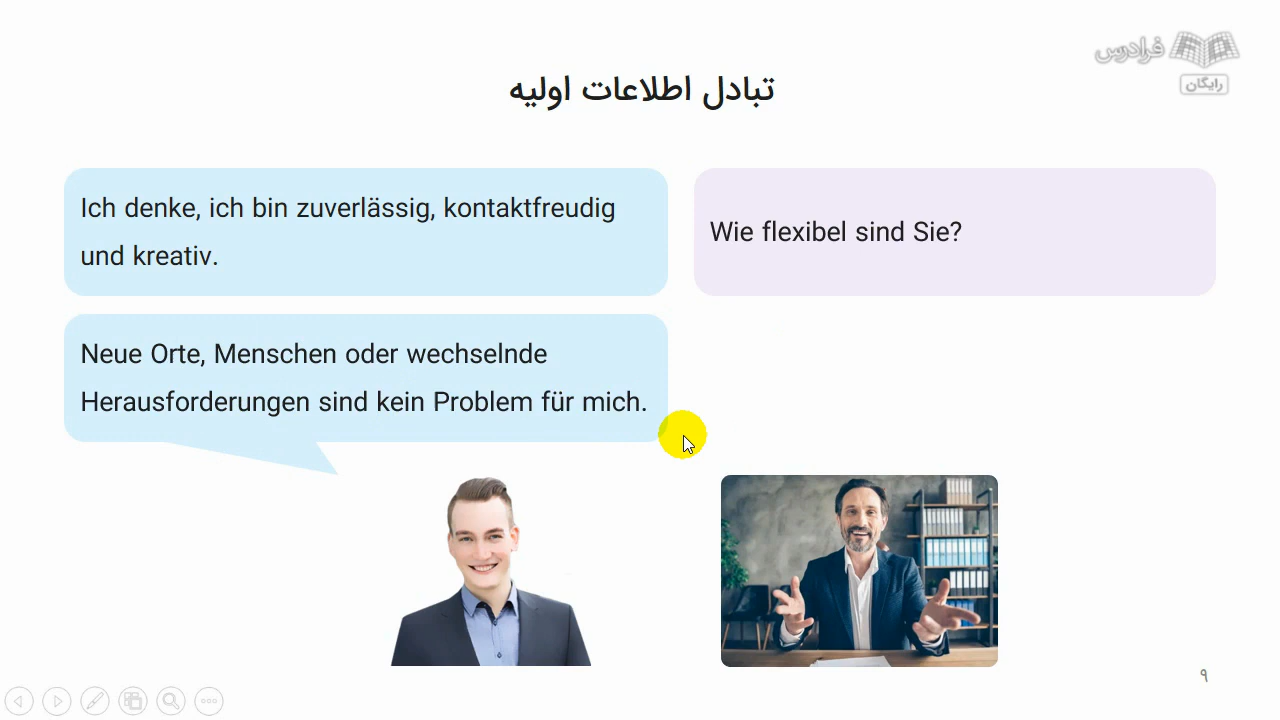 فرادرس
رایگان
تبادل اطلاعات اولیه
Ich denke, ich bin zuverlässig, kontaktfreudig
und kreativ.
Wie flexibel sind Sie?
Neue Orte, Menschen oder wechselnde
Herausforderungen sind kein Problem für mich.
۹